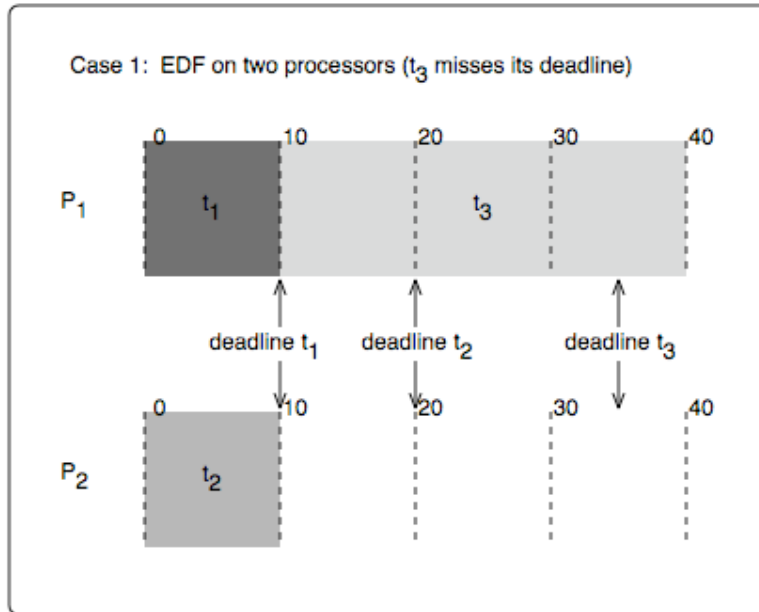 Case 1:  EDF on two processors (t3 misses its deadline)
0 10 20 30 40
P1 t1 t3
deadline t1 deadline t2 deadline t3
0 10 20 30 40
P2 t2